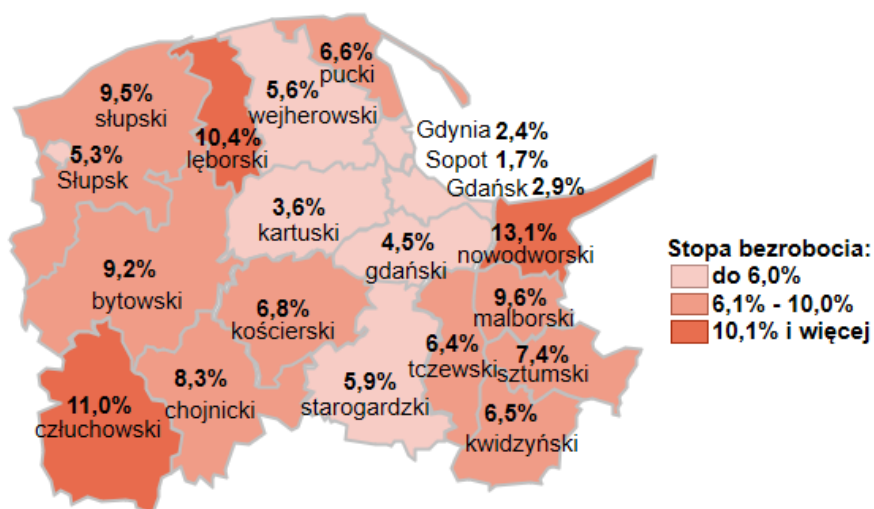 6,6%
pucki
5,6%
wejherowski
9,5%
słupski
10,4%
lęborski
5,3%
Słupsk
Gdynia 2,4%
Sopot 1,7%
Gdańsk 2,9%
3,6%
kartuski
4,5%
gdański
13,1%
nowodworski
9,2%
bytowski
6,8%
kościerski
9,6%
malborski
6,4%
tczewski
7,4%
sztumski
11,0%
człuchowski
8,3%
chojnicki
5,9%
starogardzki
6,5%
kwidzyński
Stopa bezrobocia:
do 6,0%
6,1% - 10,0%
10,1% i więcej